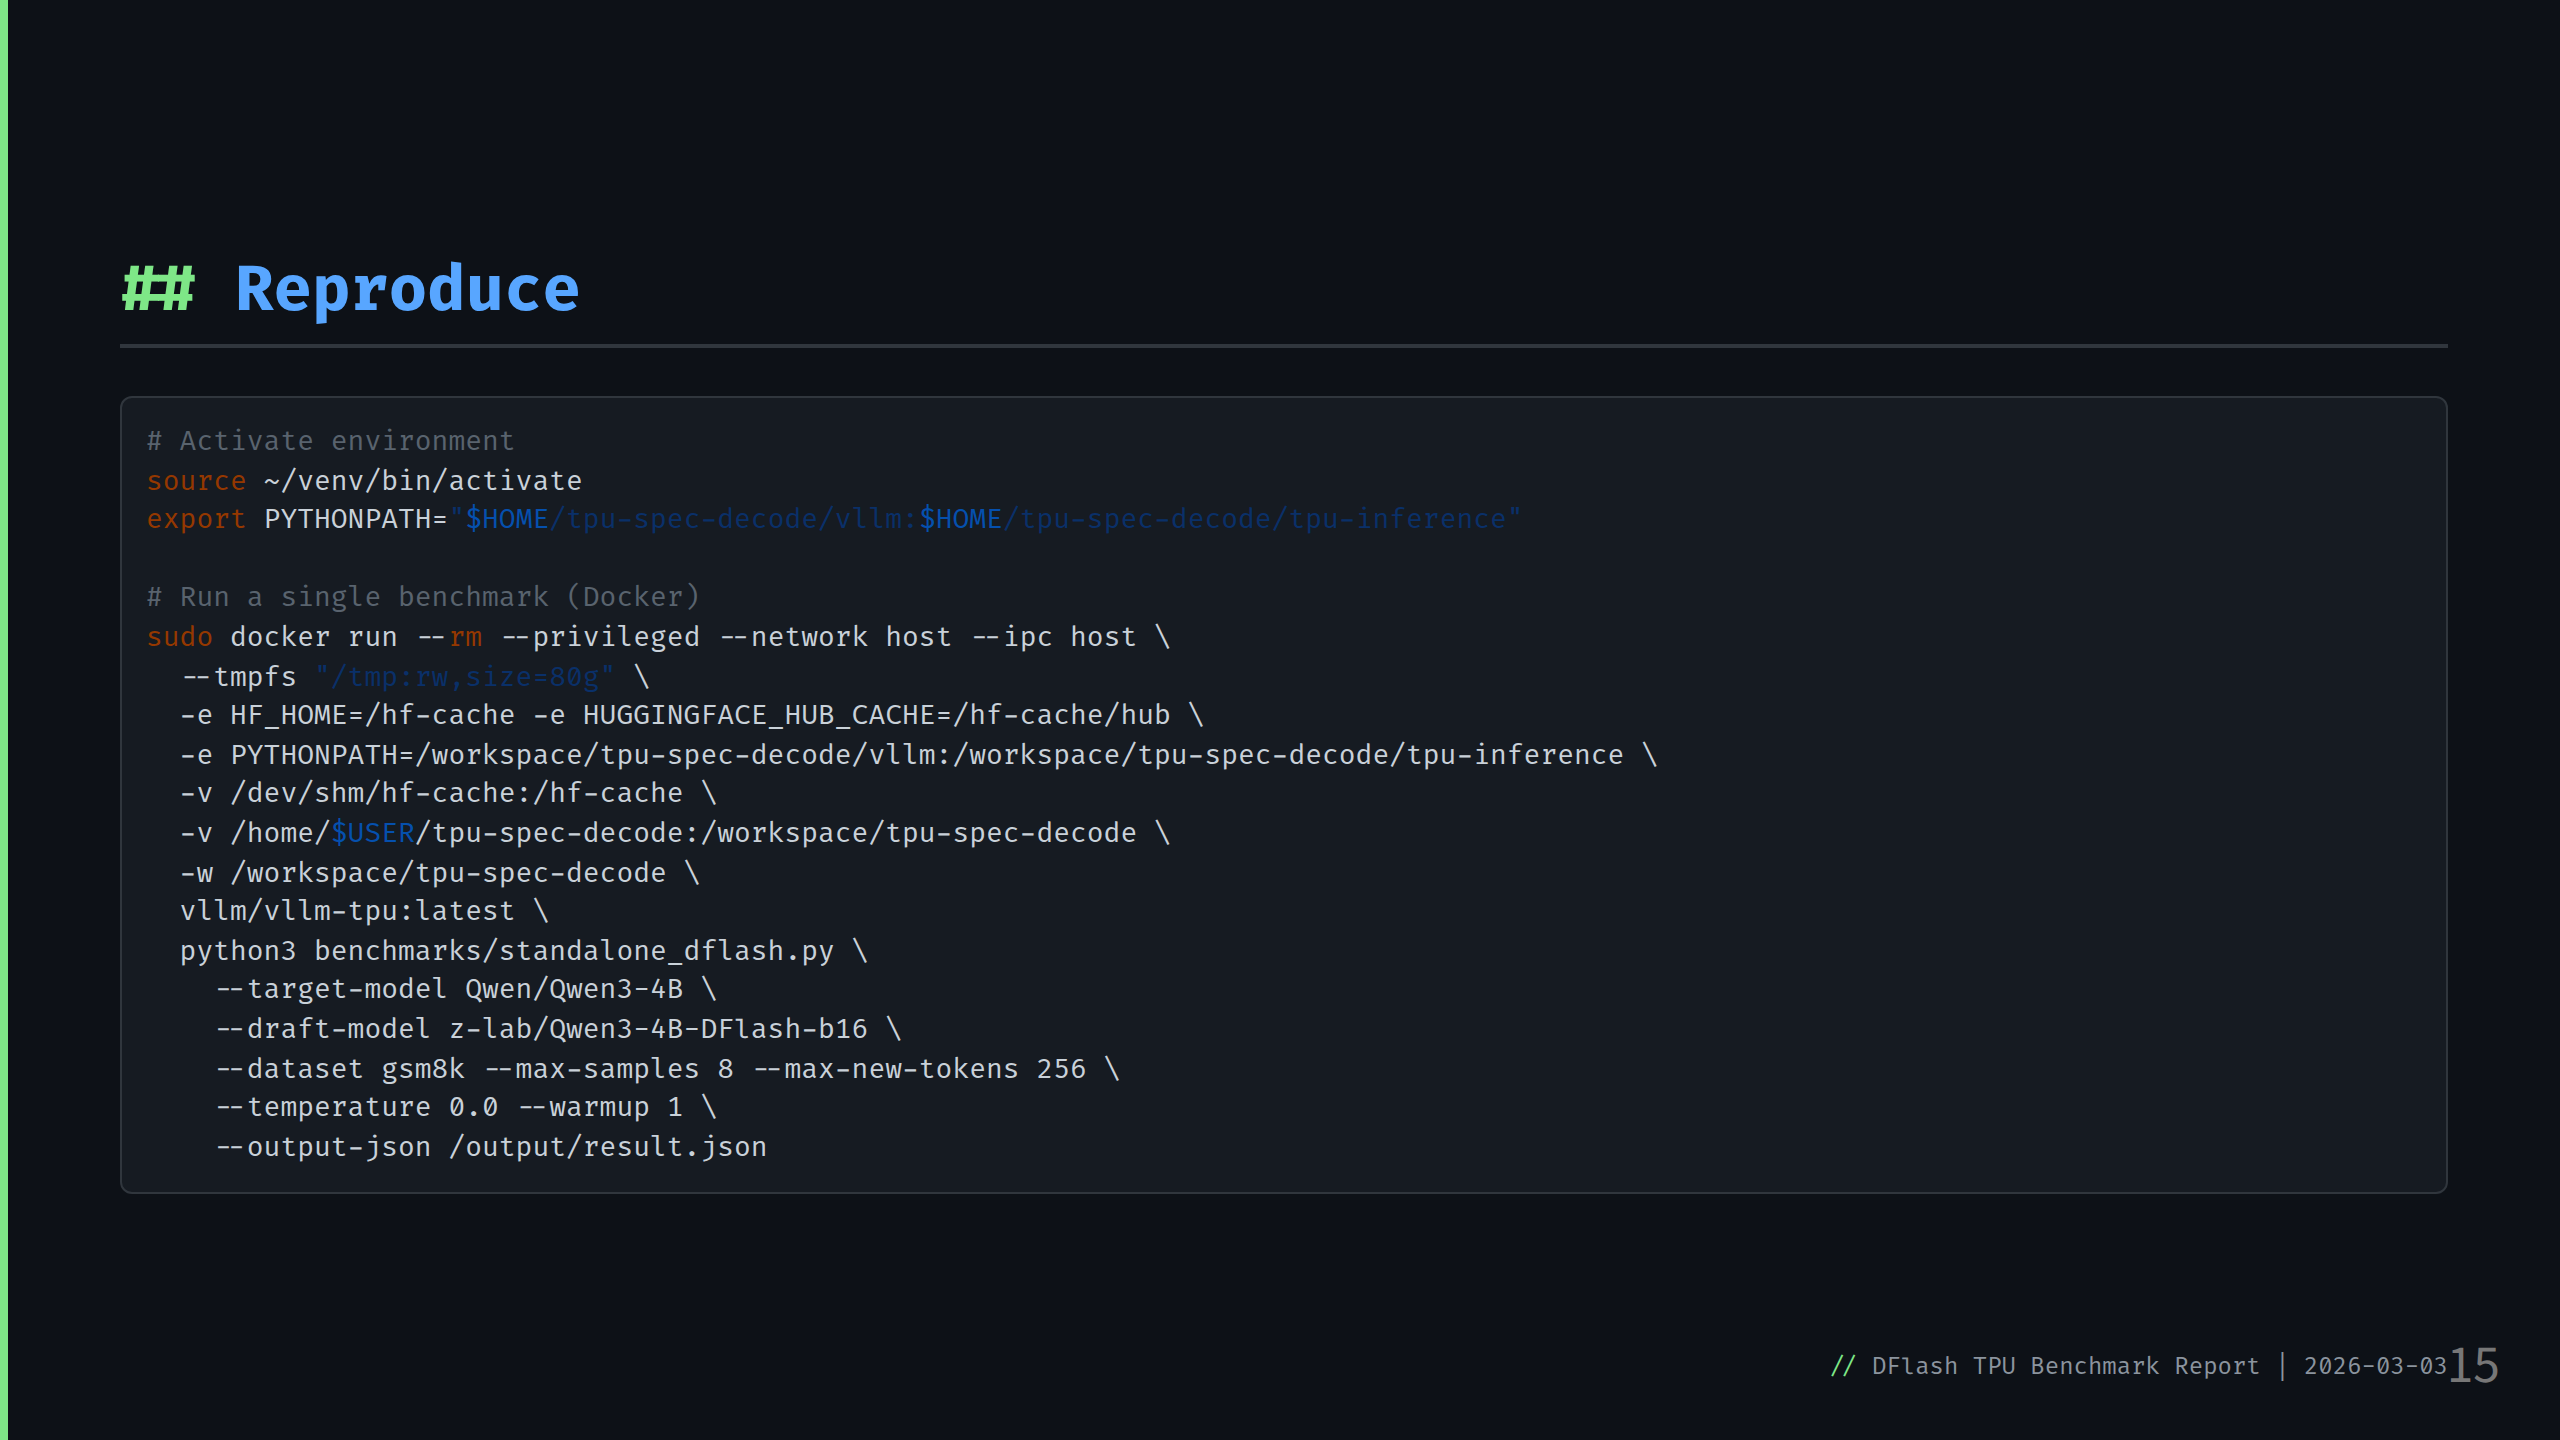 ## Reproduce
# Activate environment
source ~/venv/bin/activate
export PYTHONPATH="$HOME/tpu-spec-decode/vllm:$HOME/tpu-spec-decode/tpu-inference"
# Run a single benchmark (Docker)
sudo docker run --rm --privileged --network host --ipc host \
  --tmpfs "/tmp:rw,size=80g" \
  -e HF_HOME=/hf-cache -e HUGGINGFACE_HUB_CACHE=/hf-cache/hub \
  -e PYTHONPATH=/workspace/tpu-spec-decode/vllm:/workspace/tpu-spec-decode/tpu-inference \
  -v /dev/shm/hf-cache:/hf-cache \
  -v /home/$USER/tpu-spec-decode:/workspace/tpu-spec-decode \
  -w /workspace/tpu-spec-decode \
  vllm/vllm-tpu:latest \
  python3 benchmarks/standalone_dflash.py \
    --target-model Qwen/Qwen3-4B \
    --draft-model z-lab/Qwen3-4B-DFlash-b16 \
    --dataset gsm8k --max-samples 8 --max-new-tokens 256 \
    --temperature 0.0 --warmup 1 \
    --output-json /output/result.json
// DFlash TPU Benchmark Report | 2026-03-03
15